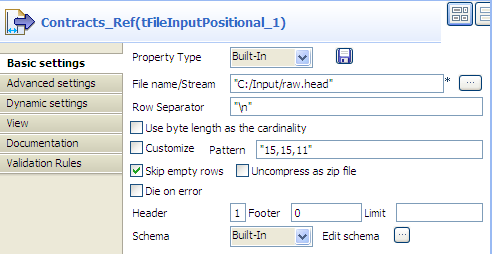 Contracts_Ref(tFileInputPositional_1)
Basic settings
Advanced settings
Dynamic settings
View
Documentation
Validation Rules
Property Type Built-In
File name/Stream "C:/Input/raw.head" * ...
Row Separator "\n"
Use byte length as the cardinality
Customize Pattern "15,15,11"
Skip empty rows Uncompress as zip file
Die on error
Header 1 Footer 0 Limit
Schema Built-In Edit schema ...